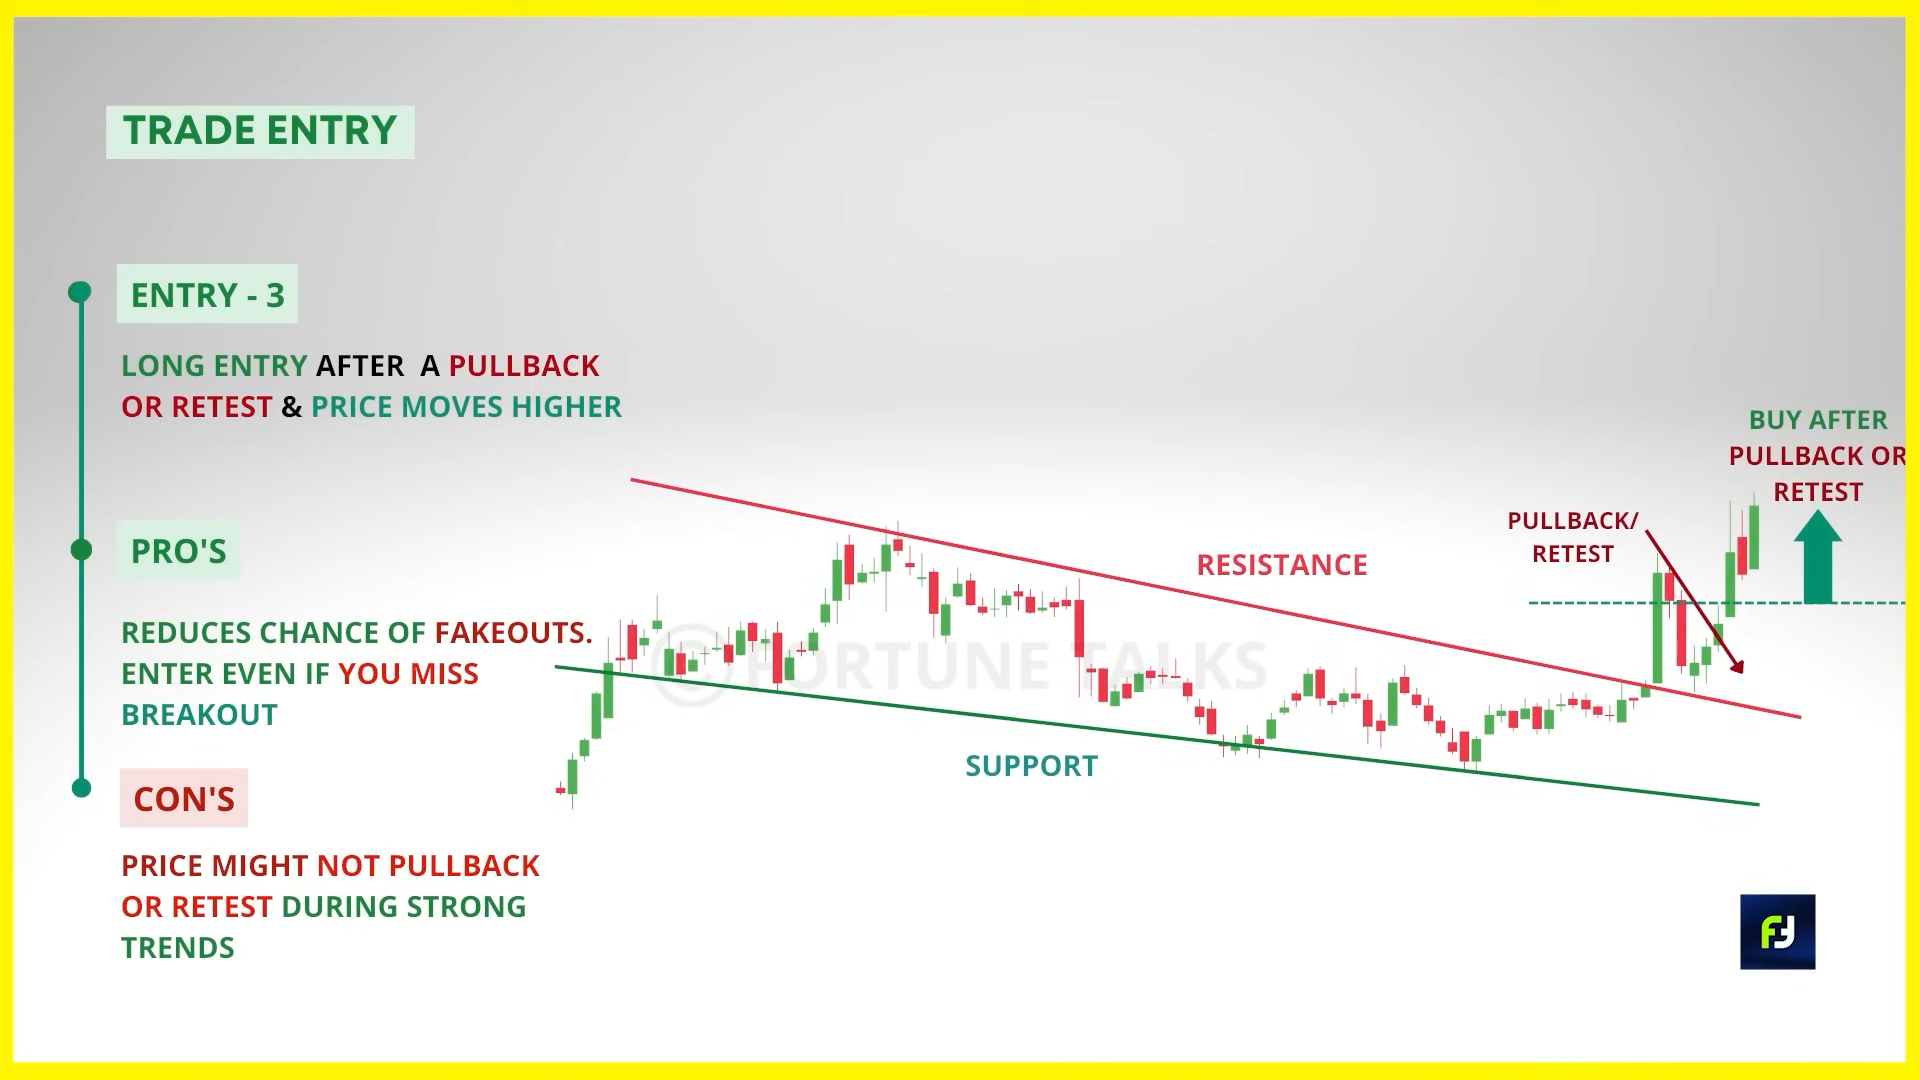 TRADE ENTRY
ENTRY - 3
LONG ENTRY AFTER A PULLBACK
OR RETEST & PRICE MOVES HIGHER
PRO'S
REDUCES CHANCE OF FAKEOUTS.
ENTER EVEN IF YOU MISS
BREAKOUT
CON'S
PRICE MIGHT NOT PULLBACK
OR RETEST DURING STRONG
TRENDS
BUY AFTER
PULLBACK OR
RETEST
PULLBACK/
RETEST
RESISTANCE
© FORTUNE TALKS
SUPPORT